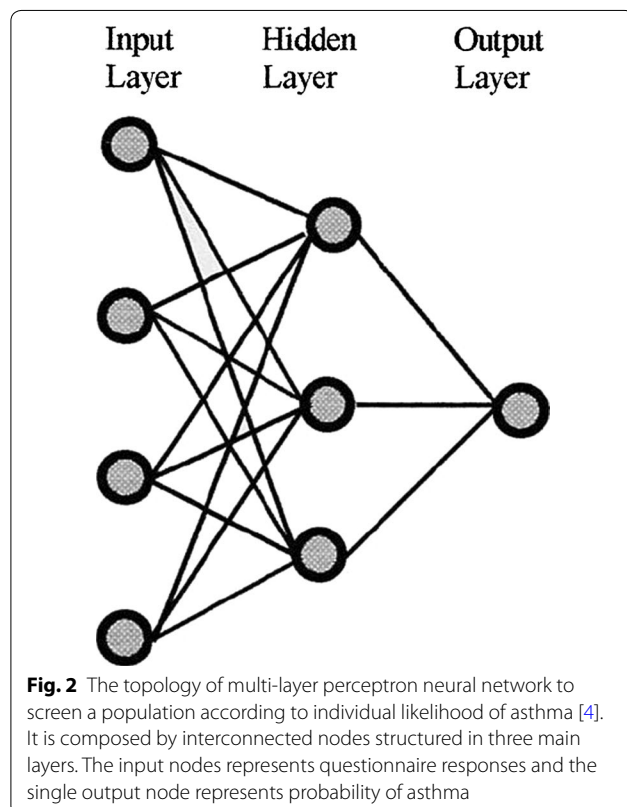 Input Hidden Output
Layer Layer Layer
Fig. 2 The topology of multi-layer perceptron neural network to
screen a population according to individual likelihood of asthma [4].
It is composed by interconnected nodes structured in three main
layers. The input nodes represents questionnaire responses and the
single output node represents probability of asthma